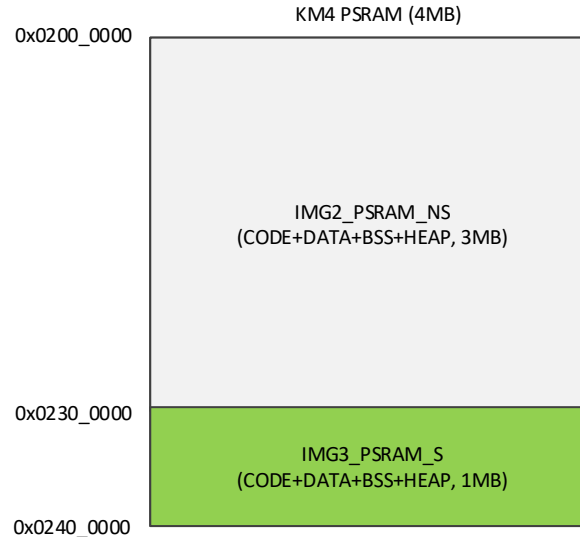 KM4 PSRAM (4MB)
0x0200_0000
IMG2_PSRAM_NS
(CODE+DATA+BSS+HEAP, 3MB)
0x0230_0000
IMG3_PSRAM_S
(CODE+DATA+BSS+HEAP, 1MB)
0x0240_0000